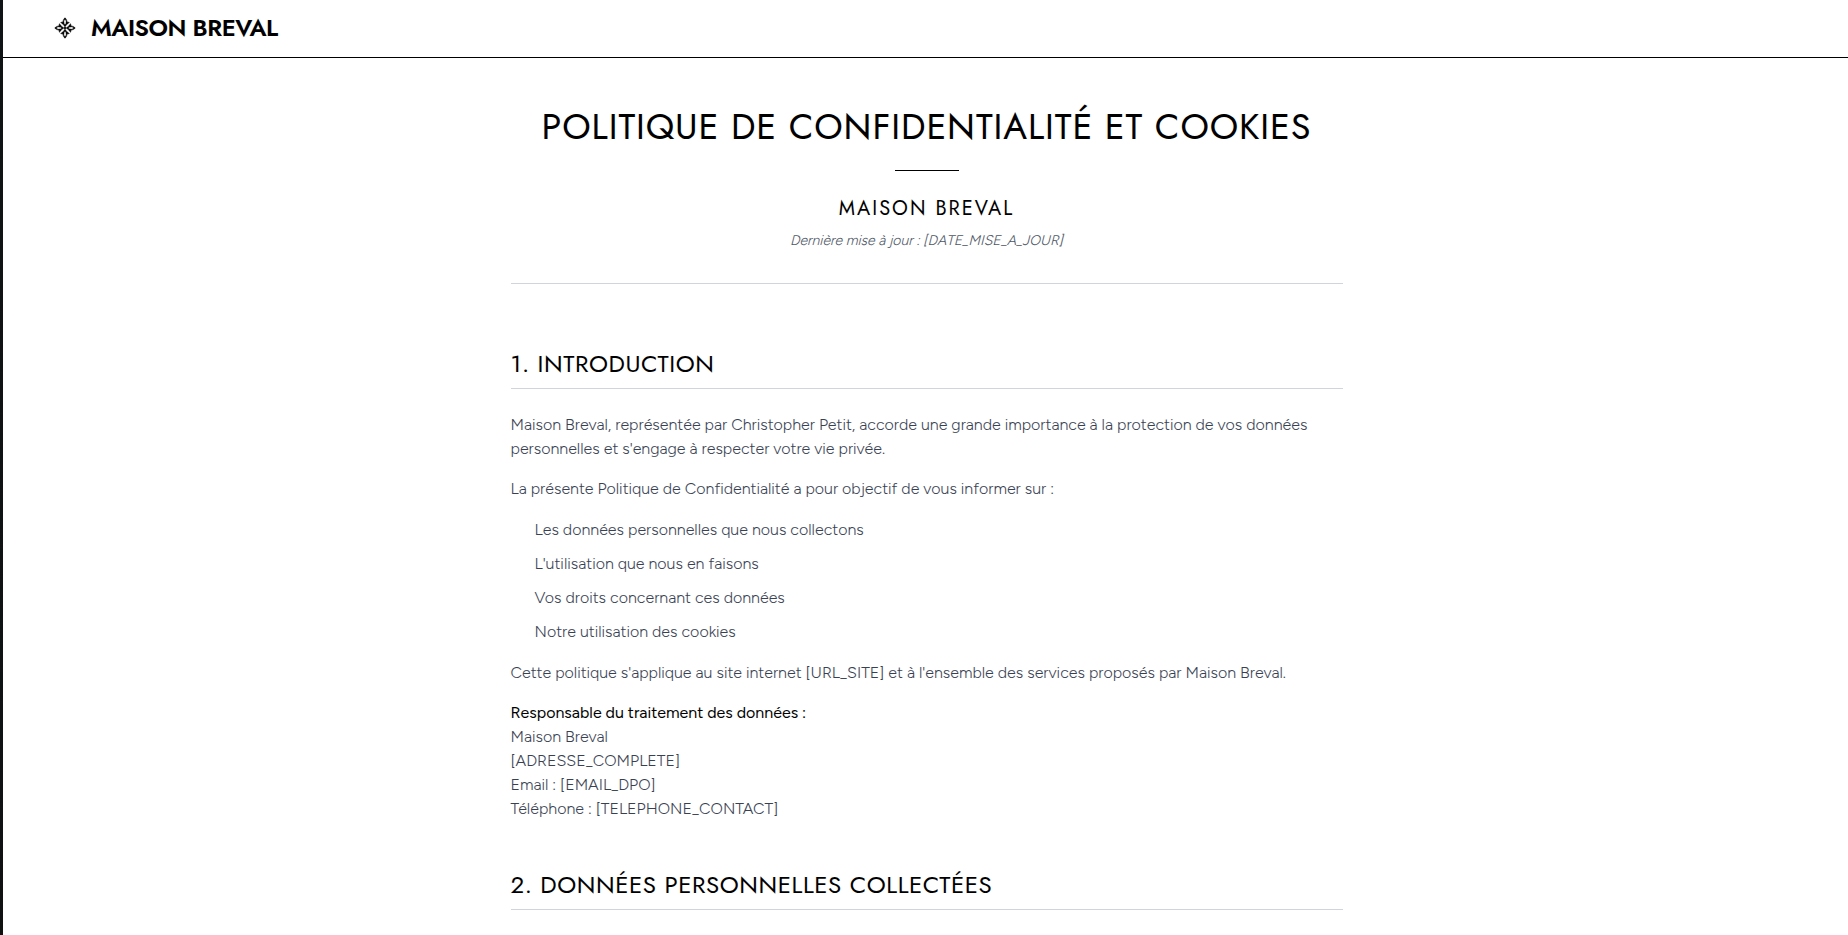 MAISON BREVAL
POLITIQUE DE CONFIDENTIALITÉ ET COOKIES
MAISON BREVAL
Dernière mise à jour : [DATE_MISE_A_JOUR]
1. INTRODUCTION
Maison Breval, représentée par Christopher Petit, accorde une grande importance à la protection de vos données
personnelles et s'engage à respecter votre vie privée.
La présente Politique de Confidentialité a pour objectif de vous informer sur :
Les données personnelles que nous collectons
L'utilisation que nous en faisons
Vos droits concernant ces données
Notre utilisation des cookies
Cette politique s'applique au site internet [URL_SITE] et à l'ensemble des services proposés par Maison Breval.
Responsable du traitement des données :
Maison Breval
[ADRESSE_COMPLETE]
Email : [EMAIL_DPO]
Téléphone : [TELEPHONE_CONTACT]
2. DONNÉES PERSONNELLES COLLECTÉES